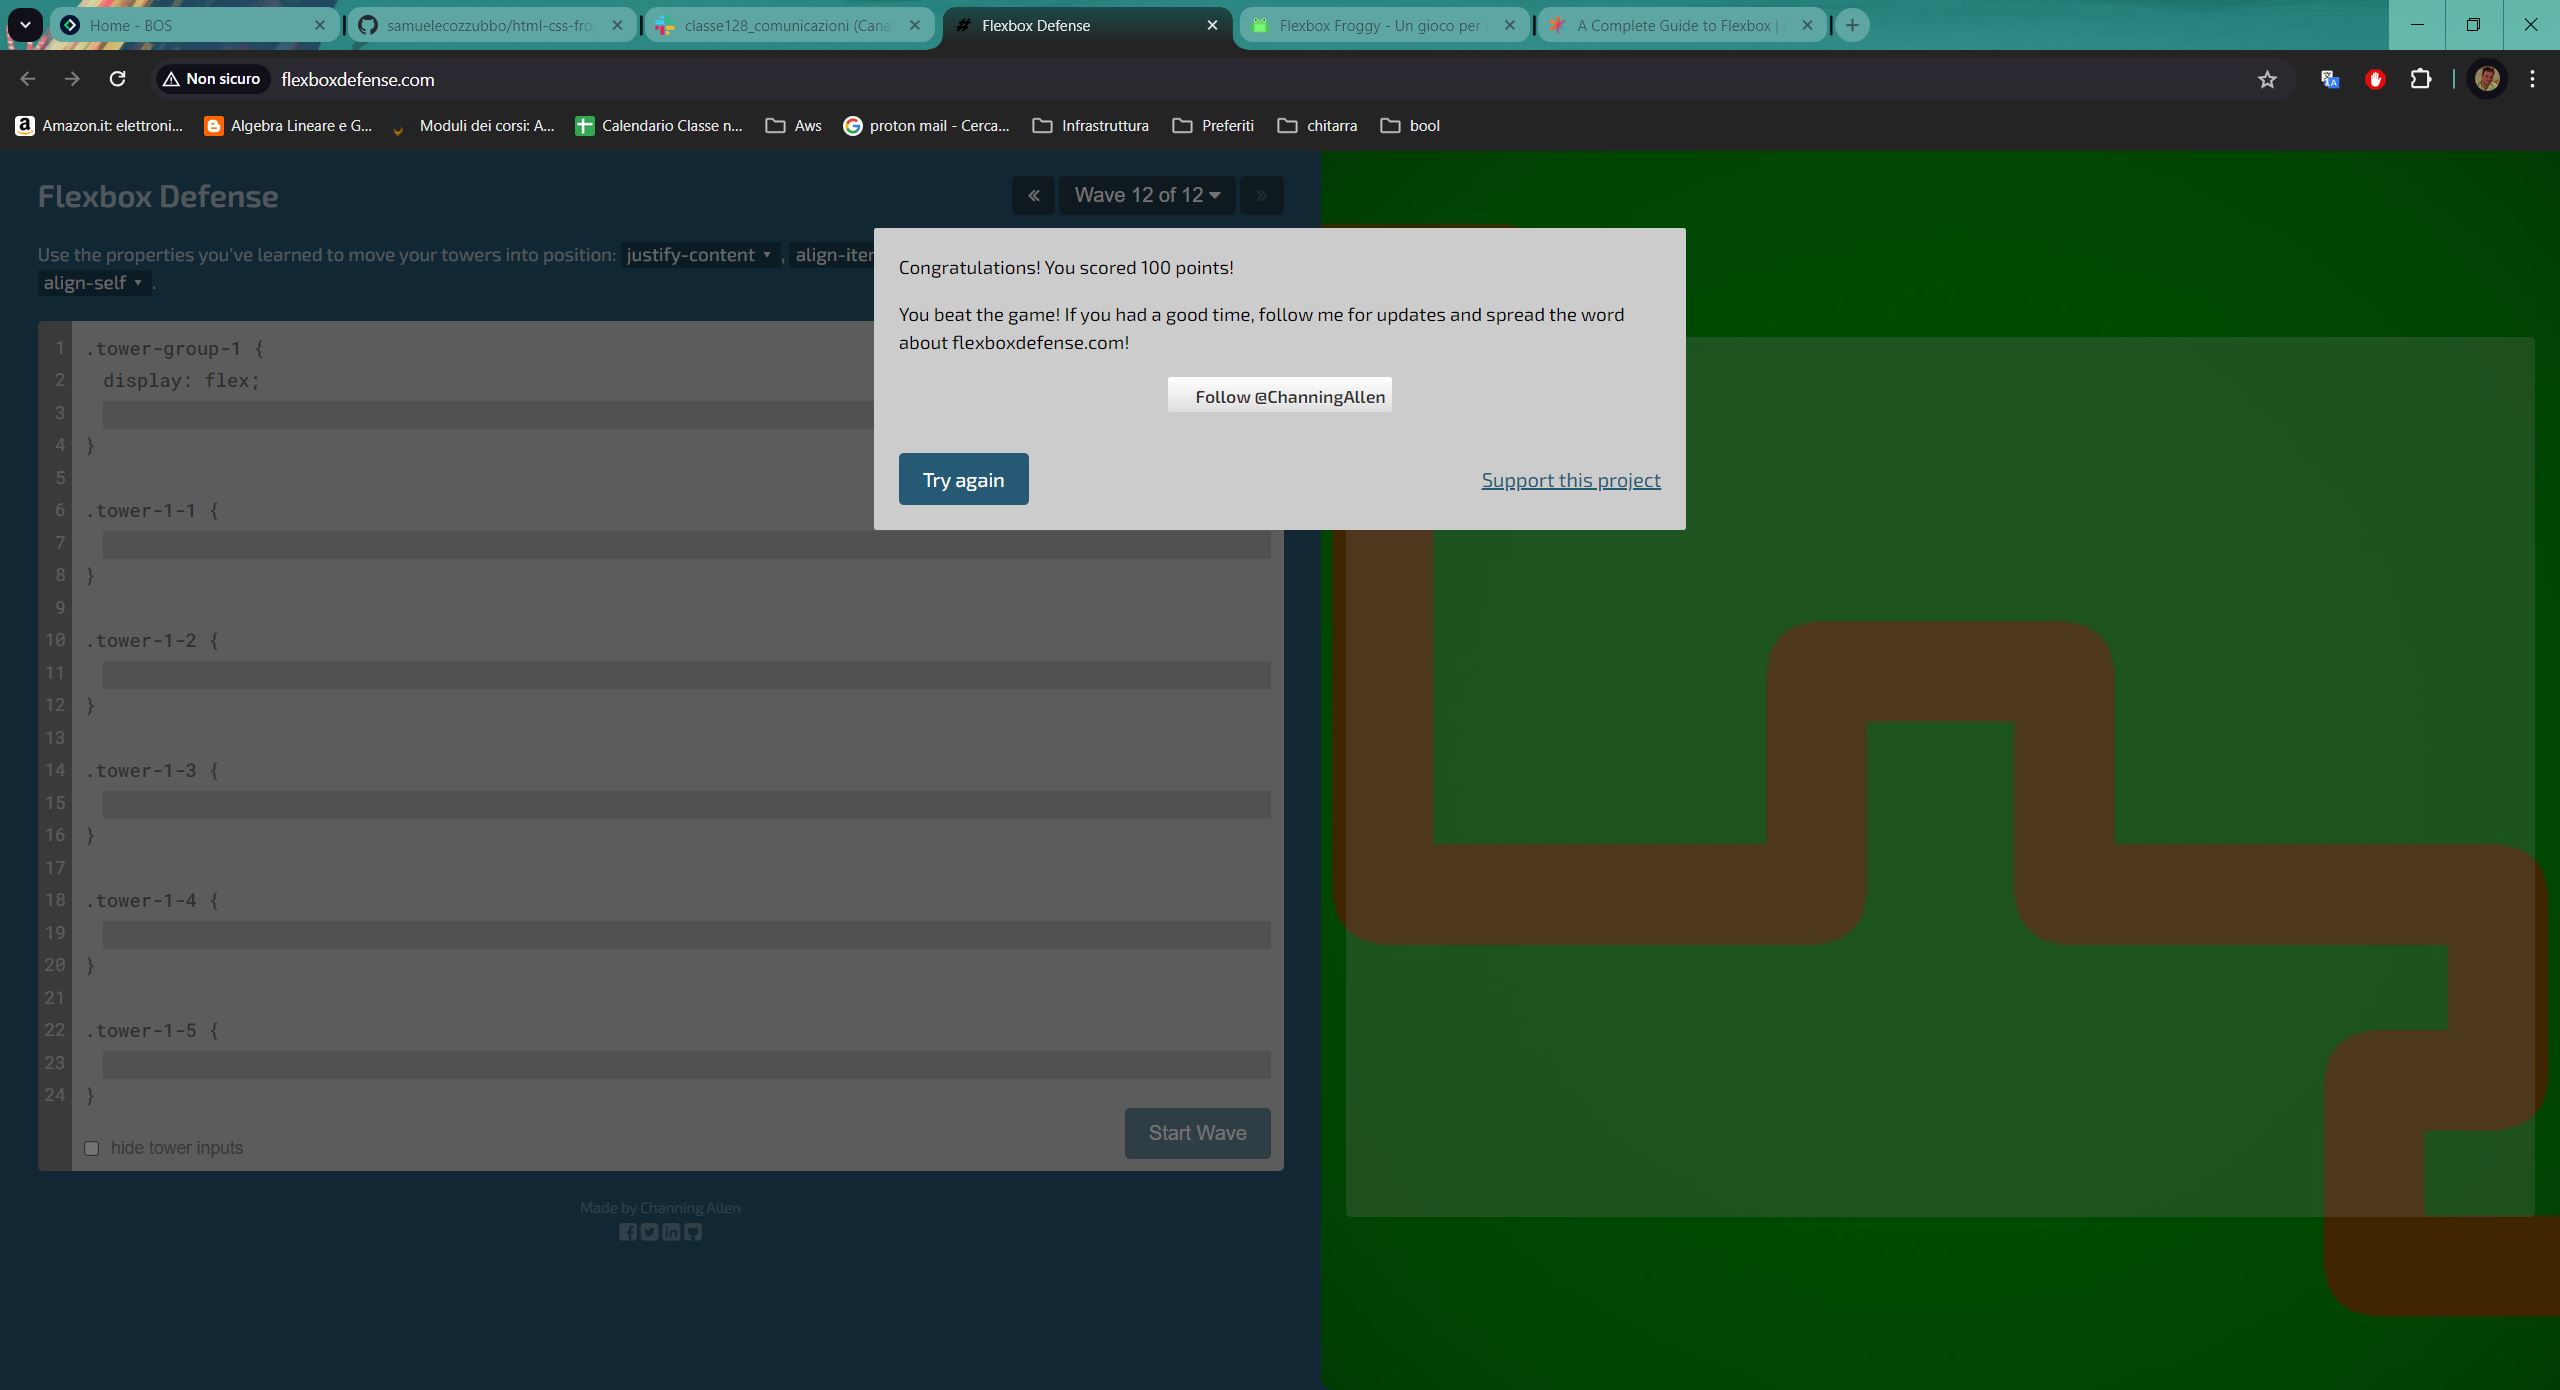 Home - BOS
samuelecozzubbo/html-css-fro
classe128_comunicazioni (Cana
Flexbox Defense
Flexbox Froggy - Un gioco per i
A Complete Guide to Flexbox |
Non sicuro
flexboxdefense.com
Amazon.it: elettroni...
Algebra Lineare e G...
Moduli dei corsi: A...
Calendario Classe n...
Aws
proton mail - Cerca...
Infrastruttura
Preferiti
chitarra
bool
Flexbox Defense
« Wave 12 of 12 »
Use the properties you've learned to move your towers into position: justify-content , align-iter
align-self .
Congratulations! You scored 100 points!
You beat the game! If you had a good time, follow me for updates and spread the word
about flexboxdefense.com!
Follow @ChanningAllen
Try again
Support this project
1 .tower-group-1 {
2 display: flex;
3
4 }
5
6 .tower-1-1 {
7
8 }
9
10 .tower-1-2 {
11
12 }
13
14 .tower-1-3 {
15
16 }
17
18 .tower-1-4 {
19
20 }
21
22 .tower-1-5 {
23
24 }
hide tower inputs
Start Wave
Made by Channing Allen